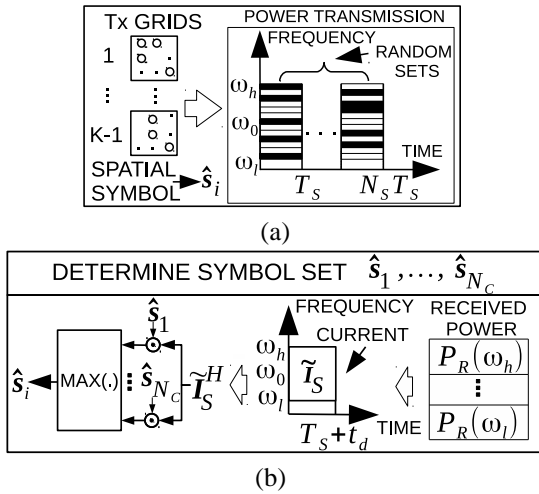 Tx GRIDS
1
⋮ ⋮
K-1
SPATIAL
SYMBOL
ŝ_i
POWER TRANSMISSION
FREQUENCY
RANDOM
SETS
ω_h
ω_0
ω_l
. . .
TIME
T_S N_S T_S
(a)
DETERMINE SYMBOL SET ŝ_1 ,..., ŝ_{N_C}
ŝ_i
MAX(.)
ŝ_1
⋮ ŝ_{N_C}
Ĩ_S^H
FREQUENCY
CURRENT
ω_h
ω_0
ω_l
Ĩ_S
TIME
T_S+t_d
RECEIVED
POWER
P_R(ω_h)
⋮
P_R(ω_l)
(b)